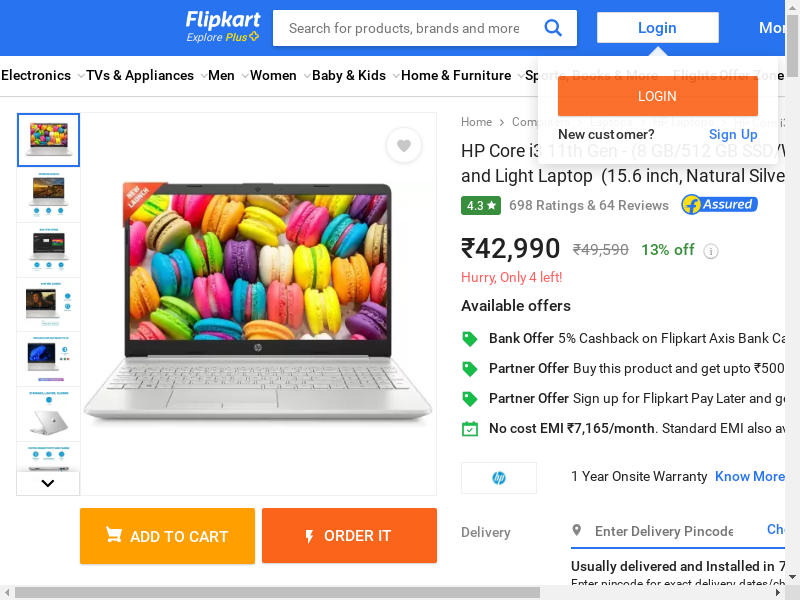 Flipkart
Explore Plus
Search for products, brands and more
Login
Mor
Electronics
TVs & Appliances
Men
Women
Baby & Kids
Home & Furniture
Sports, Books & More
Flights
Offer Zone
LOGIN
New customer? Sign Up
Home
HP Core i3 11th Gen - (8 GB/512 GB SSD/W
and Light Laptop (15.6 inch, Natural Silve
4.3 698 Ratings & 64 Reviews Assured
₹42,990 ₹49,590 13% off
Hurry, Only 4 left!
Available offers
Bank Offer 5% Cashback on Flipkart Axis Bank Ca
Partner Offer Buy this product and get upto ₹500
Partner Offer Sign up for Flipkart Pay Later and ge
No cost EMI ₹7,165/month. Standard EMI also av
hp
1 Year Onsite Warranty Know More
Delivery
Enter Delivery Pincode
Che
Usually delivered and Installed in 7
Enter pincode for exact delivery dates/ch
NEW LAUNCH
ADD TO CART
ORDER IT